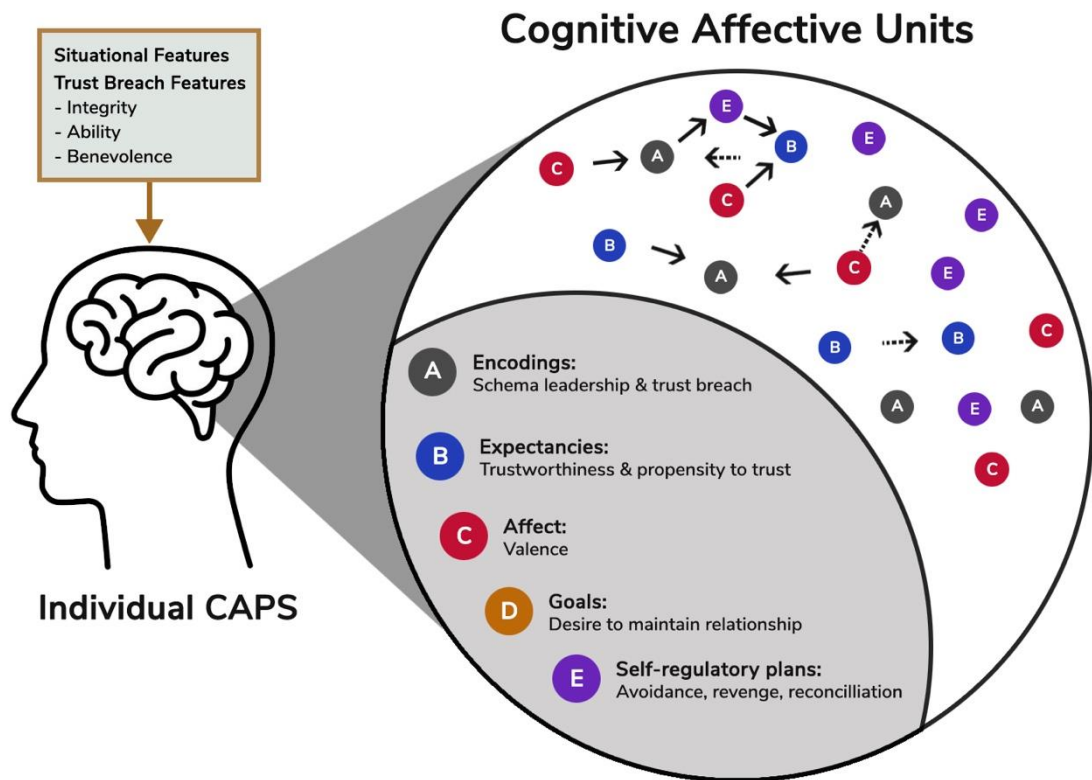 Cognitive Affective Units
Situational Features
Trust Breach Features
- Integrity
- Ability
- Benevolence
E
E
A
B
C
C
A
E
B
A
C
E
B
B
C
A
E
A
C
A
Encodings:
Schema leadership & trust breach
B
Expectancies:
Trustworthiness & propensity to trust
C
Affect:
Valence
D
Goals:
Desire to maintain relationship
E
Self-regulatory plans:
Avoidance, revenge, reconcilliation
Individual CAPS